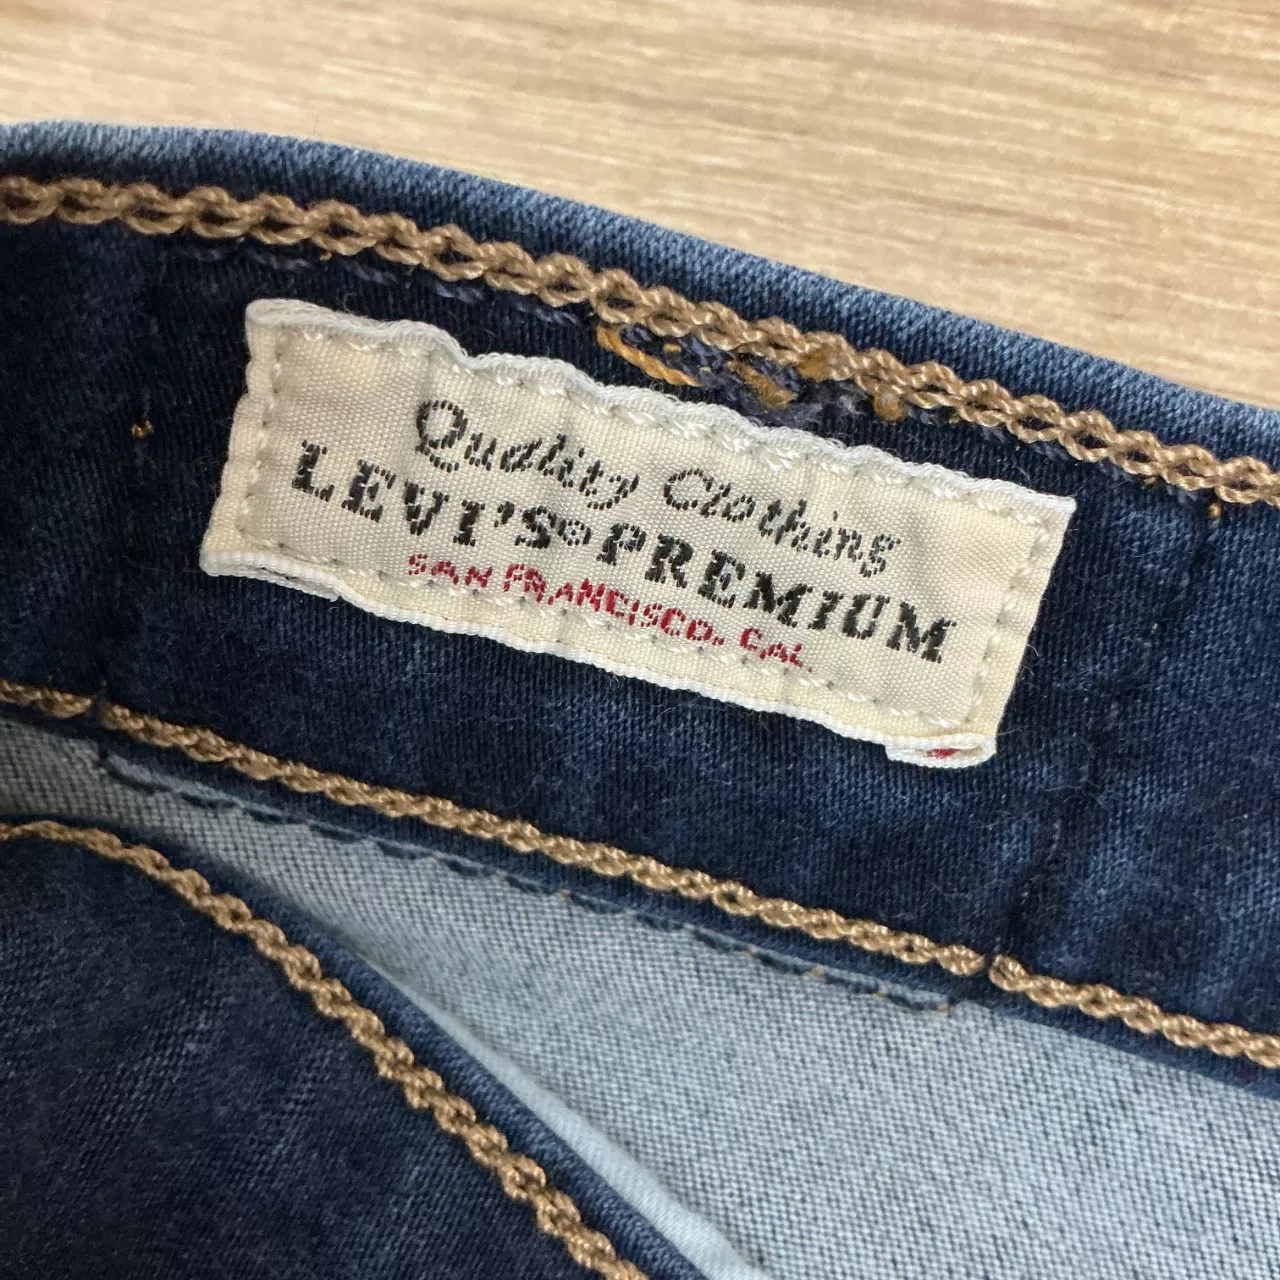 Quality Clothing
LEVI'S® PREMIUM
SAN FRANCISCO, CAL.